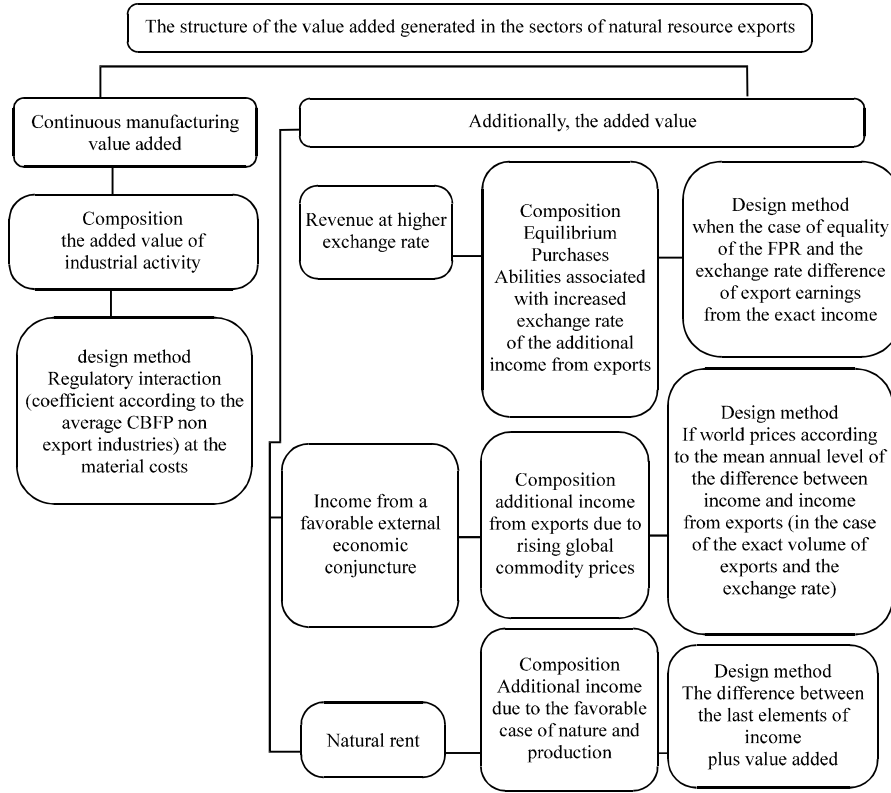 The structure of the value added generated in the sectors of natural resource exports
Continuous manufacturing
value added
Composition
the added value of
industrial activity
design method
Regulatory interaction
(coefficient according to the
average CBFP non
export industries) at the
material costs
Additionally, the added value
Revenue at higher
exchange rate
Composition
Equilibrium
Purchases
Abilities associated
with increased
exchange rate
of the additional
income from exports
Design method
when the case of equality
of the FPR and the
exchange rate difference
of export earnings
from the exact income
Income from a
favorable external
economic
conjuncture
Composition
additional income
from exports due to
rising global
commodity prices
Design method
If world prices according
to the mean annual level of
the difference between
income and income
from exports (in the case
of the exact volume of
exports and the
exchange rate)
Natural rent
Composition
Additional income
due to the favorable
case of nature and
production
Design method
The difference between
the last elements of
income
plus value added